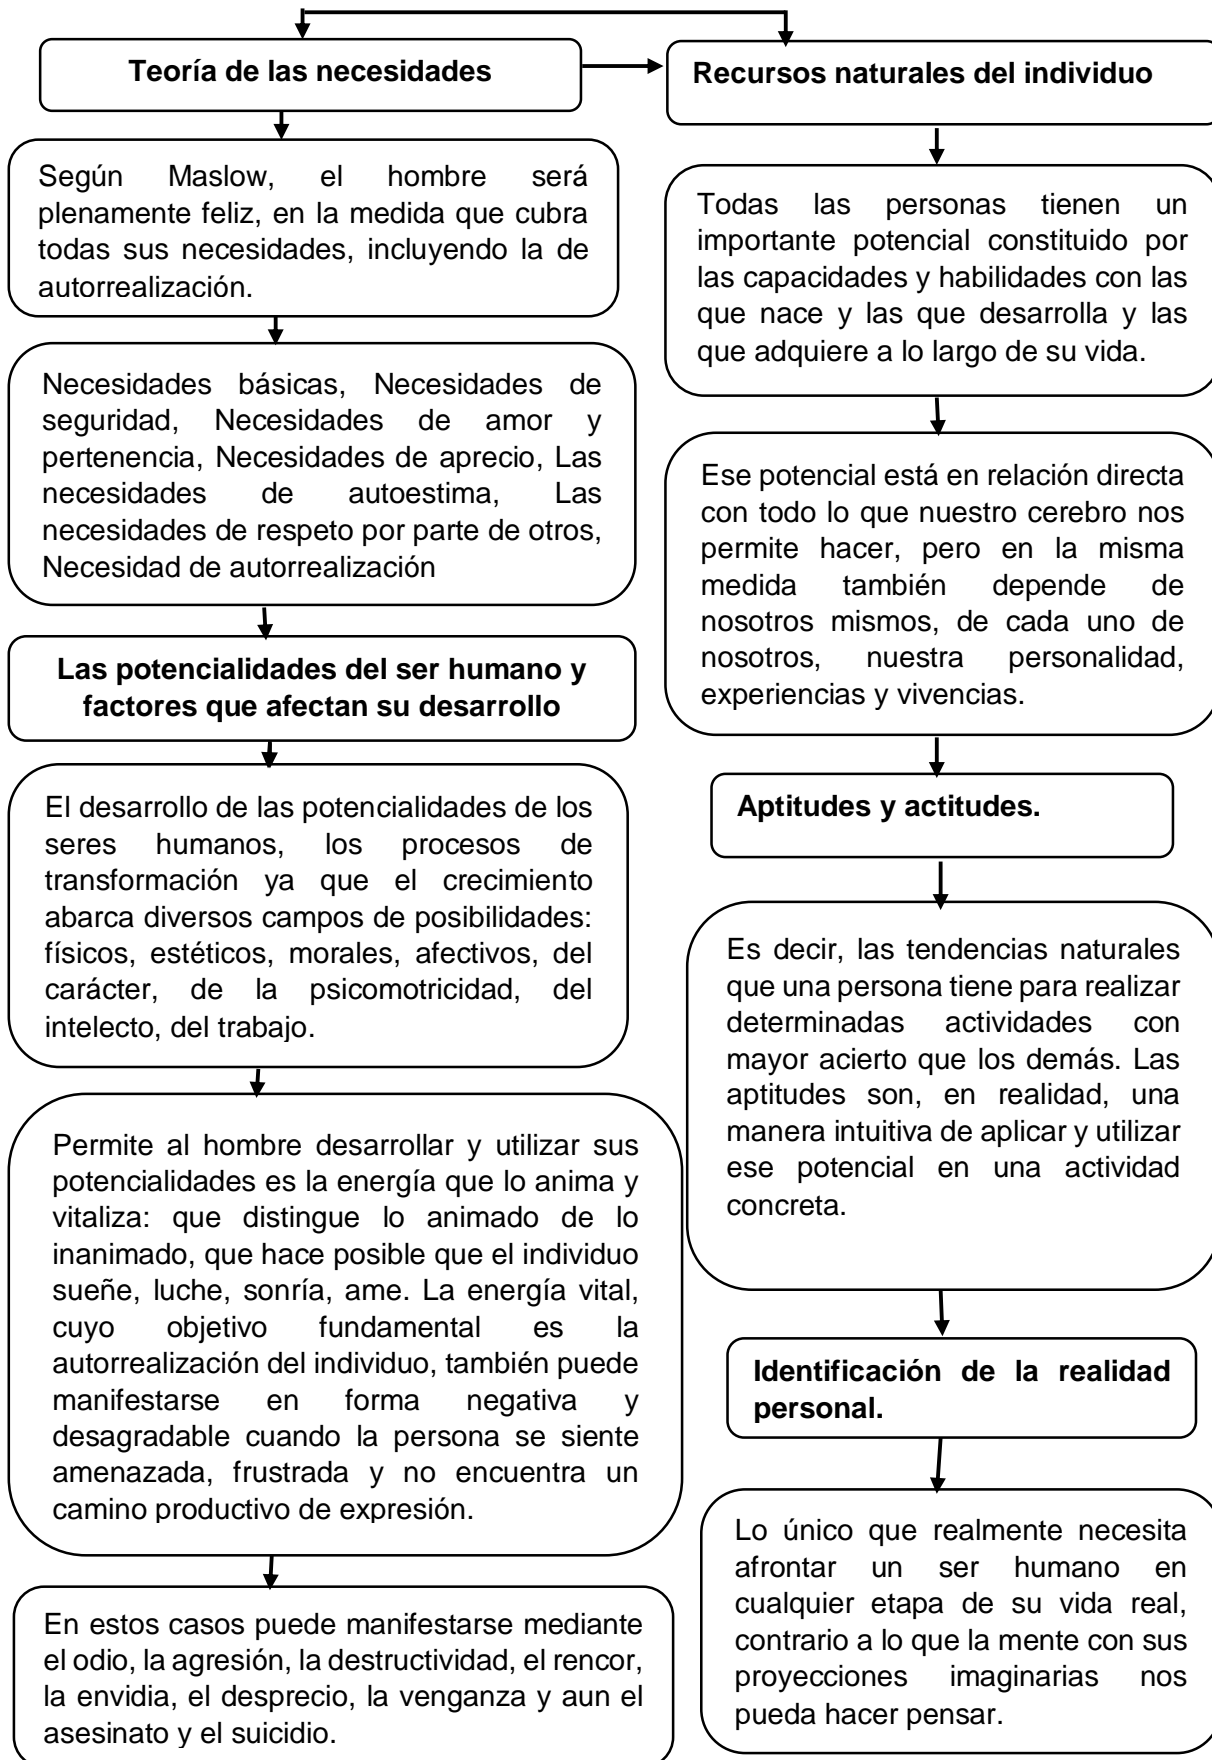 Teoría de las necesidades
Según Maslow, el hombre será
plenamente feliz, en la medida que cubra
todas sus necesidades, incluyendo la de
autorrealización.
Necesidades básicas, Necesidades de
seguridad, Necesidades de amor y
pertenencia, Necesidades de aprecio, Las
necesidades de autoestima, Las
necesidades de respeto por parte de otros,
Necesidad de autorrealización
Las potencialidades del ser humano y
factores que afectan su desarrollo
El desarrollo de las potencialidades de los
seres humanos, los procesos de
transformación ya que el crecimiento
abarca diversos campos de posibilidades:
físicos, estéticos, morales, afectivos, del
carácter, de la psicomotricidad, del
intelecto, del trabajo.
Permite al hombre desarrollar y utilizar sus
potencialidades es la energía que lo anima y
vitaliza: que distingue lo animado de lo
inanimado, que hace posible que el individuo
sueñe, luche, sonría, ame. La energía vital,
cuyo objetivo fundamental es la
autorrealización del individuo, también puede
manifestarse en forma negativa y
desagradable cuando la persona se siente
amenazada, frustrada y no encuentra un
camino productivo de expresión.
En estos casos puede manifestarse mediante
el odio, la agresión, la destructividad, el rencor,
la envidia, el desprecio, la venganza y aun el
asesinato y el suicidio.
Recursos naturales del individuo
Todas las personas tienen un
importante potencial constituido por
las capacidades y habilidades con las
que nace y las que desarrolla y las
que adquiere a lo largo de su vida.
Ese potencial está en relación directa
con todo lo que nuestro cerebro nos
permite hacer, pero en la misma
medida también depende de
nosotros mismos, de cada uno de
nosotros, nuestra personalidad,
experiencias y vivencias.
Aptitudes y actitudes.
Es decir, las tendencias naturales
que una persona tiene para realizar
determinadas actividades con
mayor acierto que los demás. Las
aptitudes son, en realidad, una
manera intuitiva de aplicar y utilizar
ese potencial en una actividad
concreta.
Identificación de la realidad
personal.
Lo único que realmente necesita
afrontar un ser humano en
cualquier etapa de su vida real,
contrario a lo que la mente con sus
proyecciones imaginarias nos
pueda hacer pensar.